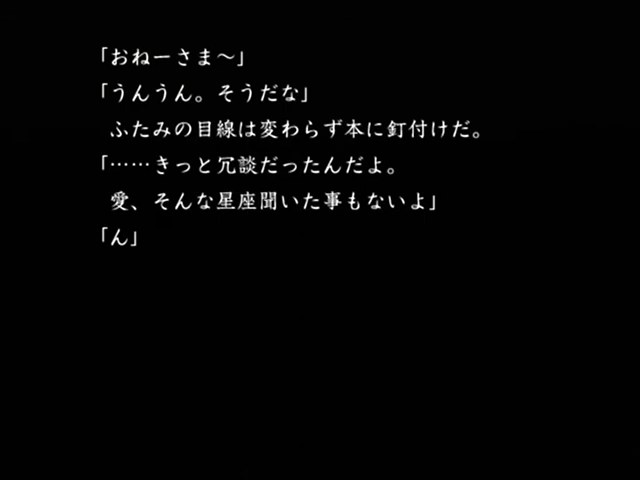 「おねーさま～」
「うんうん。そうだな」
ふたみの目線は変わらず本に釘付けだ。
「……きっと冗談だったんだよ。
愛、そんな星座聞いた事もないよ」
「ん」